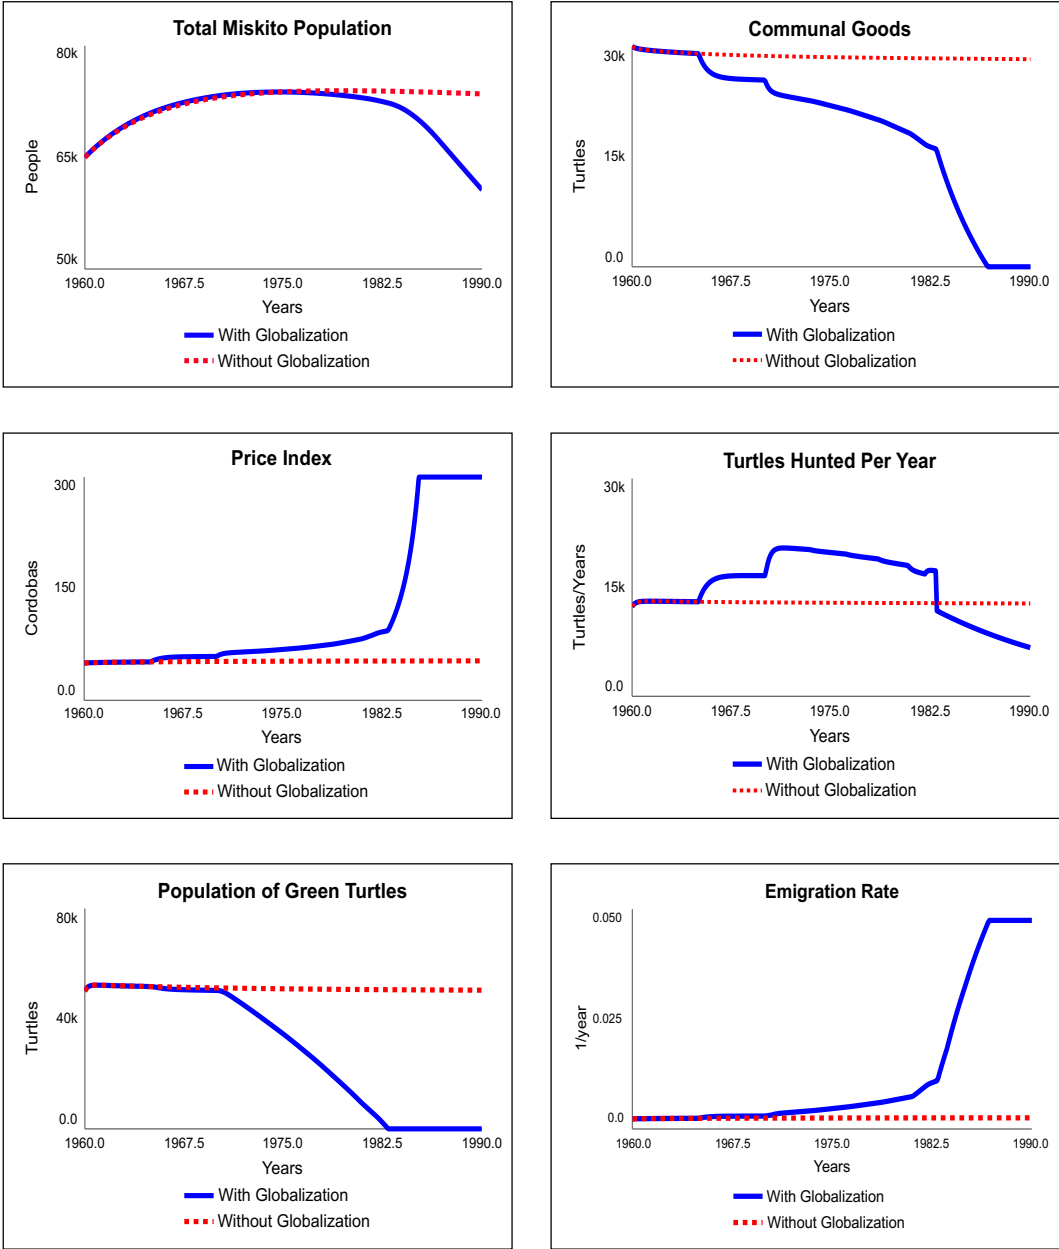 Total Miskito Population
80k
65k
50k
People
1960.0 1967.5 1975.0 1982.5 1990.0
Years
With Globalization
Without Globalization
Communal Goods
30k
15k
0.0
Turtles
1960.0 1967.5 1975.0 1982.5 1990.0
Years
With Globalization
Without Globalization
Price Index
300
150
0.0
Cordobas
1960.0 1967.5 1975.0 1982.5 1990.0
Years
With Globalization
Without Globalization
Turtles Hunted Per Year
30k
15k
0.0
Turtles/Years
1960.0 1967.5 1975.0 1982.5 1990.0
Years
With Globalization
Without Globalization
Population of Green Turtles
80k
40k
0.0
Turtles
1960.0 1967.5 1975.0 1982.5 1990.0
Years
With Globalization
Without Globalization
Emigration Rate
0.050
0.025
0.0
1/year
1960.0 1967.5 1975.0 1982.5 1990.0
Years
With Globalization
Without Globalization